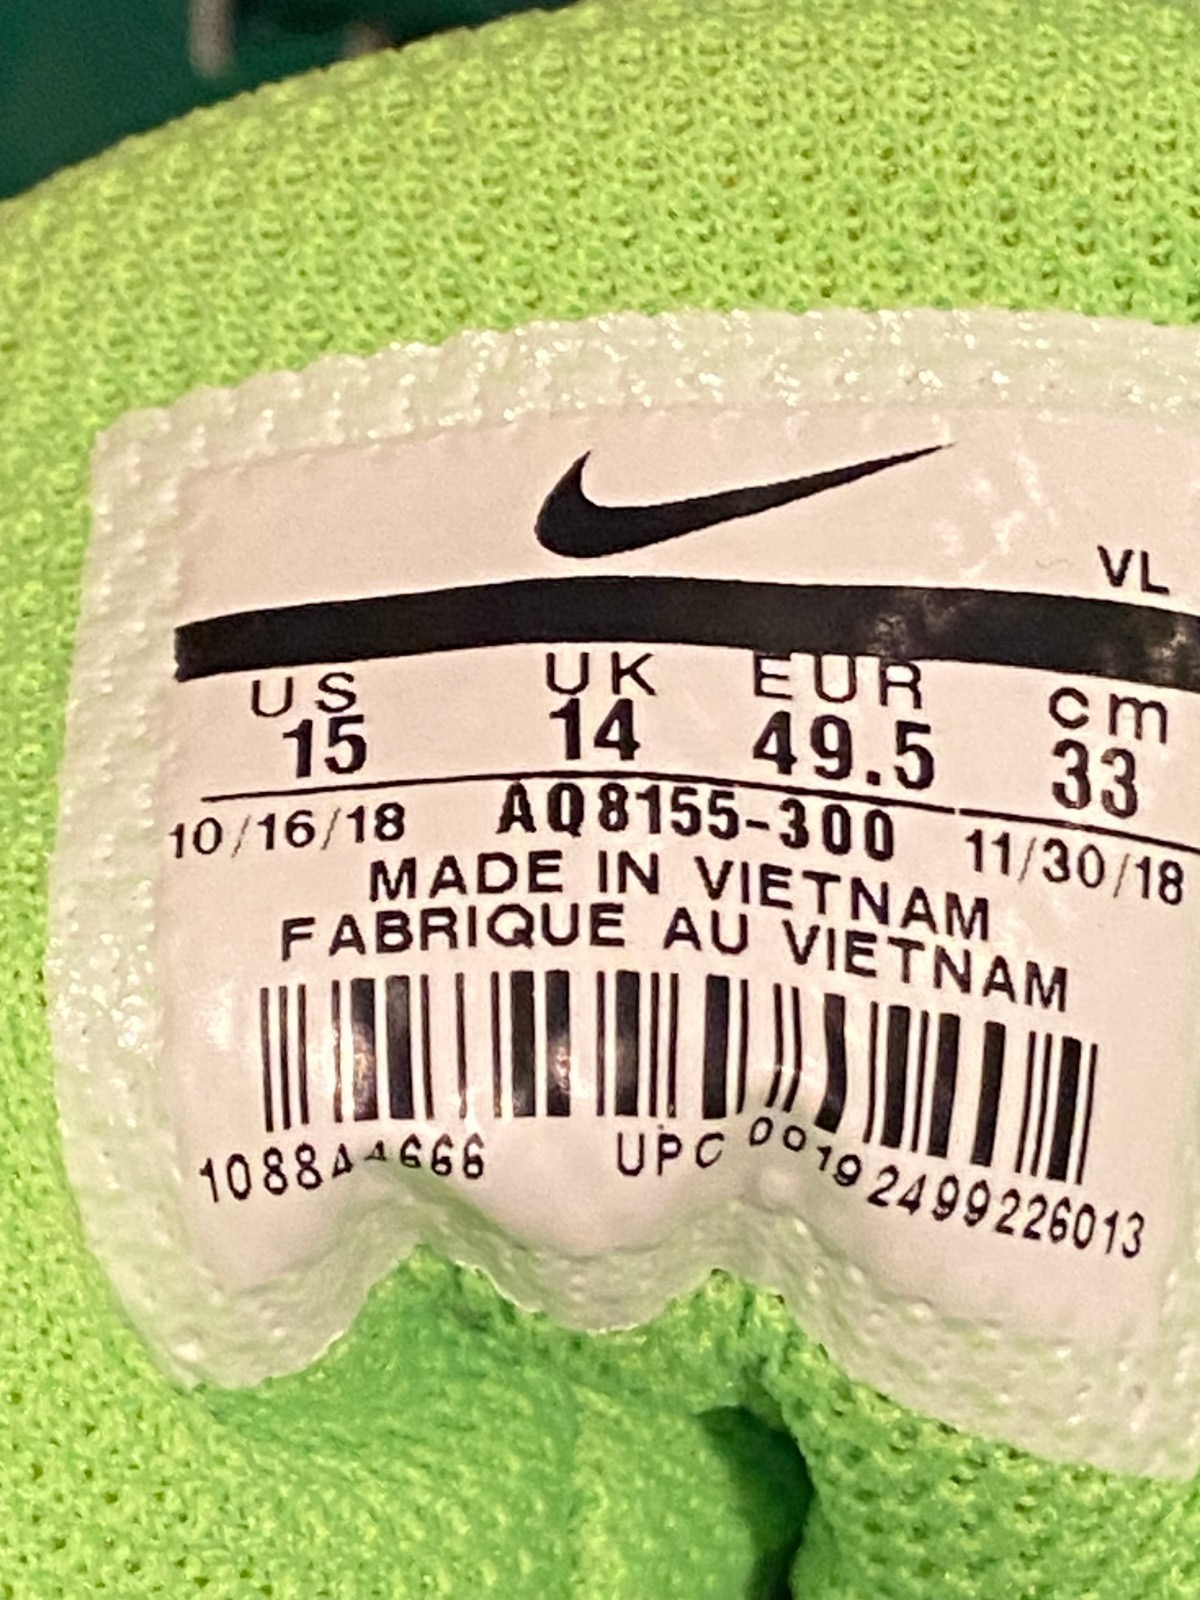 VL
US UK EUR cm
15 14 49.5 33
10/16/18 AQ8155-300 11/30/18
MADE IN VIETNAM
FABRIQUE AU VIETNAM
UPC 00192499226013